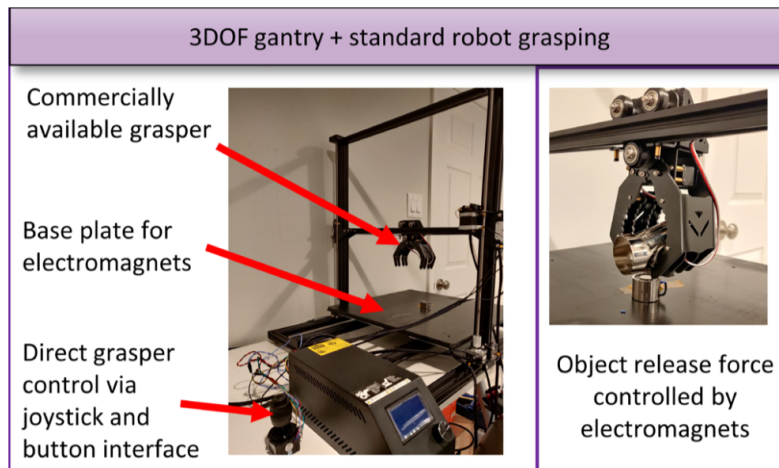 3DOF gantry + standard robot grasping
Commercially
available grasper
Base plate for
electromagnets
Direct grasper
control via
joystick and
button interface
Object release force
controlled by
electromagnets